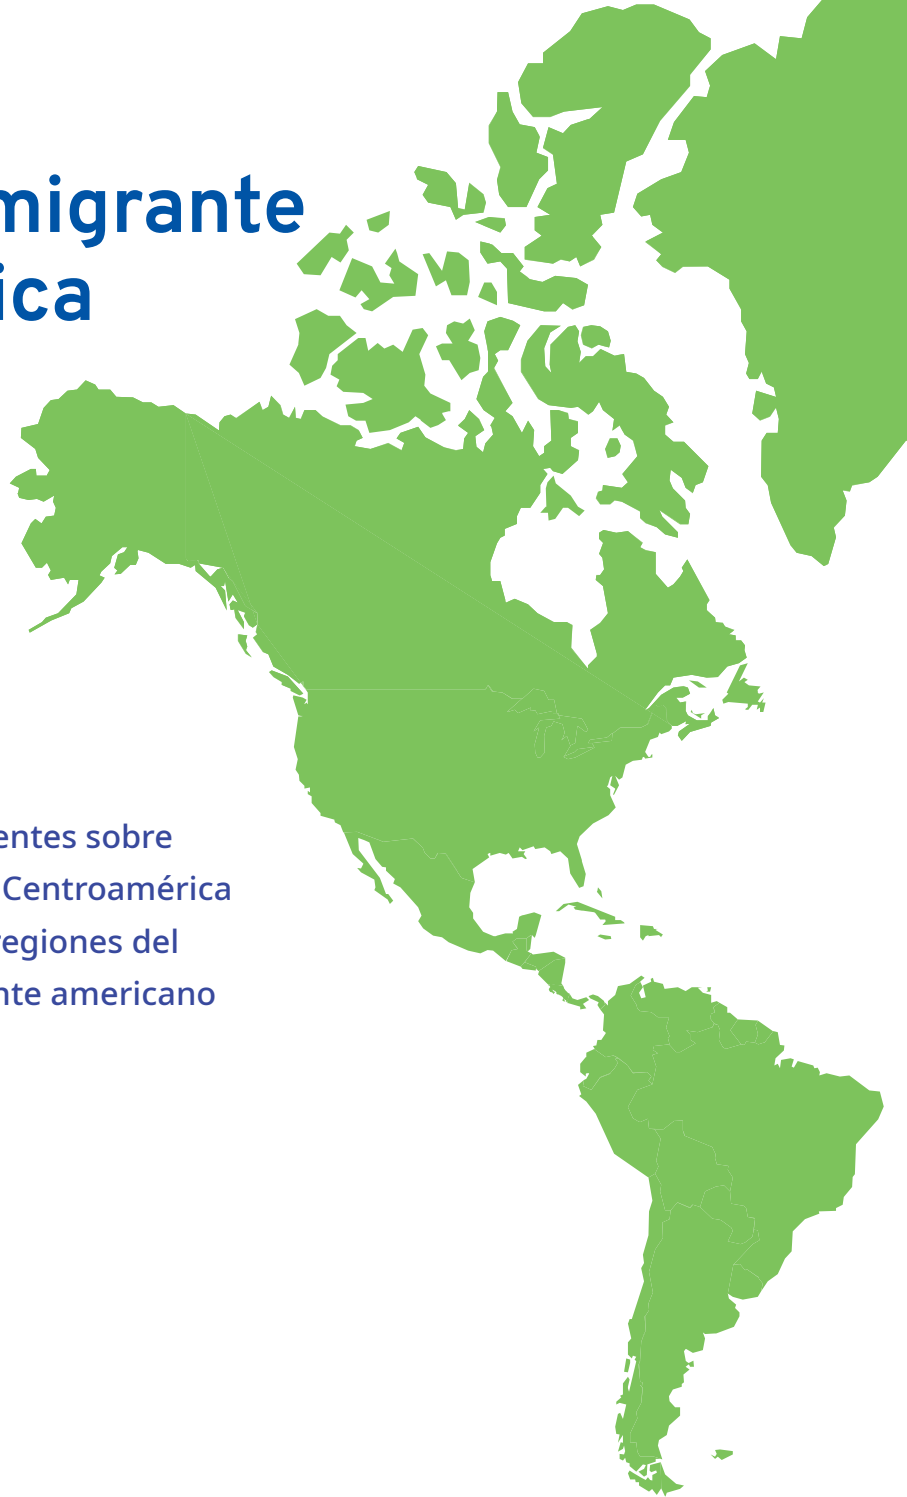 migrante
ica
entes sobre
Centroamérica
regiones del
nte americano